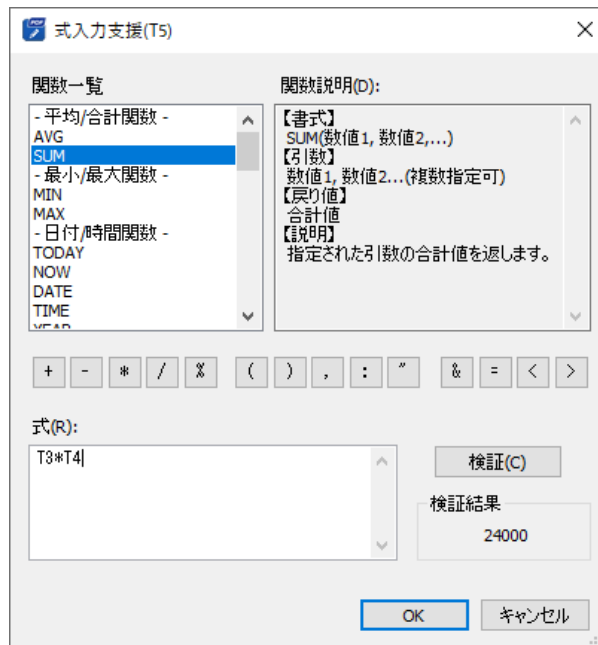 式入力支援(T5)
関数一覧
- 平均/合計関数 -
AVG
SUM
- 最小/最大関数 -
MIN
MAX
- 日付/時間関数 -
TODAY
NOW
DATE
TIME
YEAR
関数説明(D):
【書式】
SUM(数値1, 数値2,...)
【引数】
数値1, 数値2...(複数指定可)
【戻り値】
合計値
【説明】
指定された引数の合計値を返します。
+ - * / % ( ) , : " & = < >
式(R):
T3*T4
検証(C)
検証結果
24000
OK キャンセル